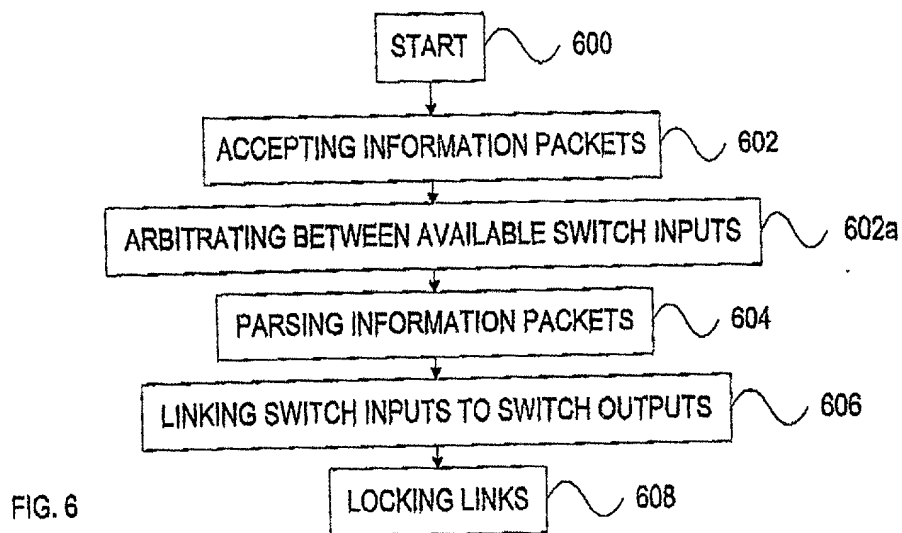 START 600
ACCEPTING INFORMATION PACKETS 602
ARBITRATING BETWEEN AVAILABLE SWITCH INPUTS 602a
PARSING INFORMATION PACKETS 604
LINKING SWITCH INPUTS TO SWITCH OUTPUTS 606
LOCKING LINKS 608
FIG. 6